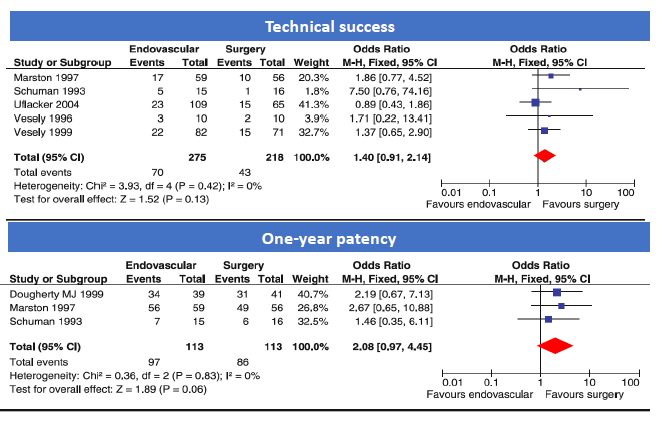 Technical success
Endovascular Surgery Odds Ratio Odds Ratio
Study or Subgroup Events Total Events Total Weight M-H, Fixed, 95% CI M-H, Fixed, 95% CI
Marston 1997 17 59 10 56 20.3% 1.86 [0.77, 4.52]
Schuman 1993 5 15 1 16 1.8% 7.50 [0.76, 74.16]
Uflacker 2004 23 109 15 65 41.3% 0.89 [0.43, 1.86]
Vesely 1996 3 10 2 10 3.9% 1.71 [0.22, 13.41]
Vesely 1999 22 82 15 71 32.7% 1.37 [0.65, 2.90]
Total (95% CI) 275 218 100.0% 1.40 [0.91, 2.14]
Total events 70 43
Heterogeneity: Chi² = 3.93, df = 4 (P = 0.42); I² = 0%
Test for overall effect: Z = 1.52 (P = 0.13)
0.01 0.1 1 10 100
Favours endovascular Favours surgery
One-year patency
Endovascular Surgery Odds Ratio Odds Ratio
Study or Subgroup Events Total Events Total Weight M-H, Fixed, 95% CI M-H, Fixed, 95% CI
Dougherty MJ 1999 34 39 31 41 40.7% 2.19 [0.67, 7.13]
Marston 1997 56 59 49 56 26.8% 2.67 [0.65, 10.88]
Schuman 1993 7 15 6 16 32.5% 1.46 [0.35, 6.11]
Total (95% CI) 113 113 100.0% 2.08 [0.97, 4.45]
Total events 97 86
Heterogeneity: Chi² = 0.36, df = 2 (P = 0.83); I² = 0%
Test for overall effect: Z = 1.89 (P = 0.06)
0.01 0.1 1 10 100
Favours endovascular Favours surgery